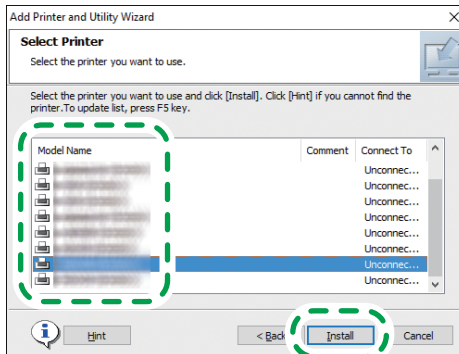 Add Printer and Utility Wizard
Select Printer
Select the printer you want to use.
Select the printer you want to use and click [Install]. Click [Hint] if you cannot find the
printer.To update list, press F5 key.
Model Name Comment Connect To
Unconnec...
Unconnec...
Unconnec...
Unconnec...
Unconnec...
Unconnec...
Unconnec...
Unconnec...
Hint < Back Install Cancel